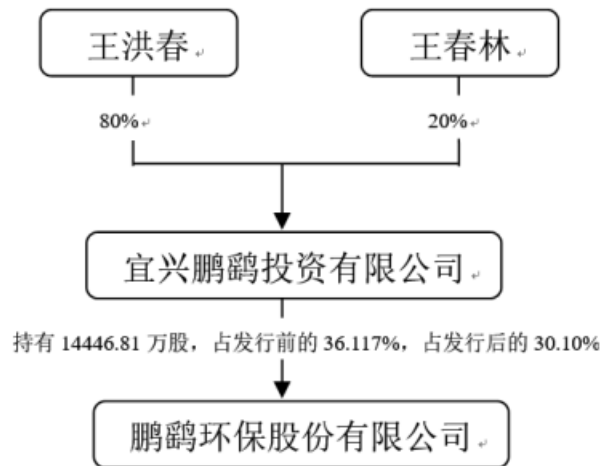 王洪春
王春林
80%
20%
宜兴鹏鹞投资有限公司
持有 14446.81 万股，占发行前的 36.117%，占发行后的 30.10%
鹏鹞环保股份有限公司